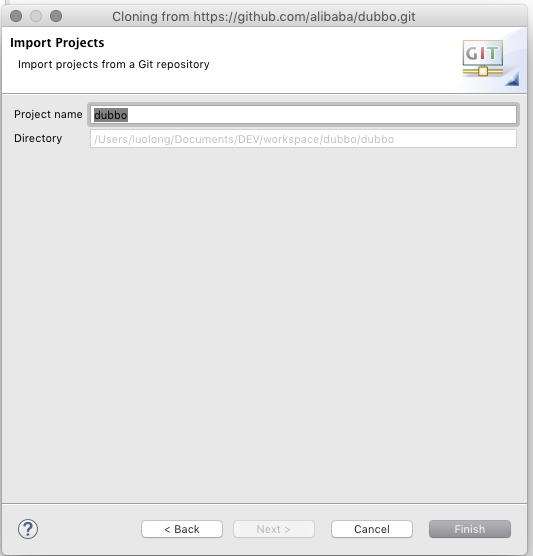 Cloning from https://github.com/alibaba/dubbo.git
Import Projects
Import projects from a Git repository
GIT
Project name dubbo
Directory /Users/luolong/Documents/DEV/workspace/dubbo/dubbo
? < Back Next > Cancel Finish